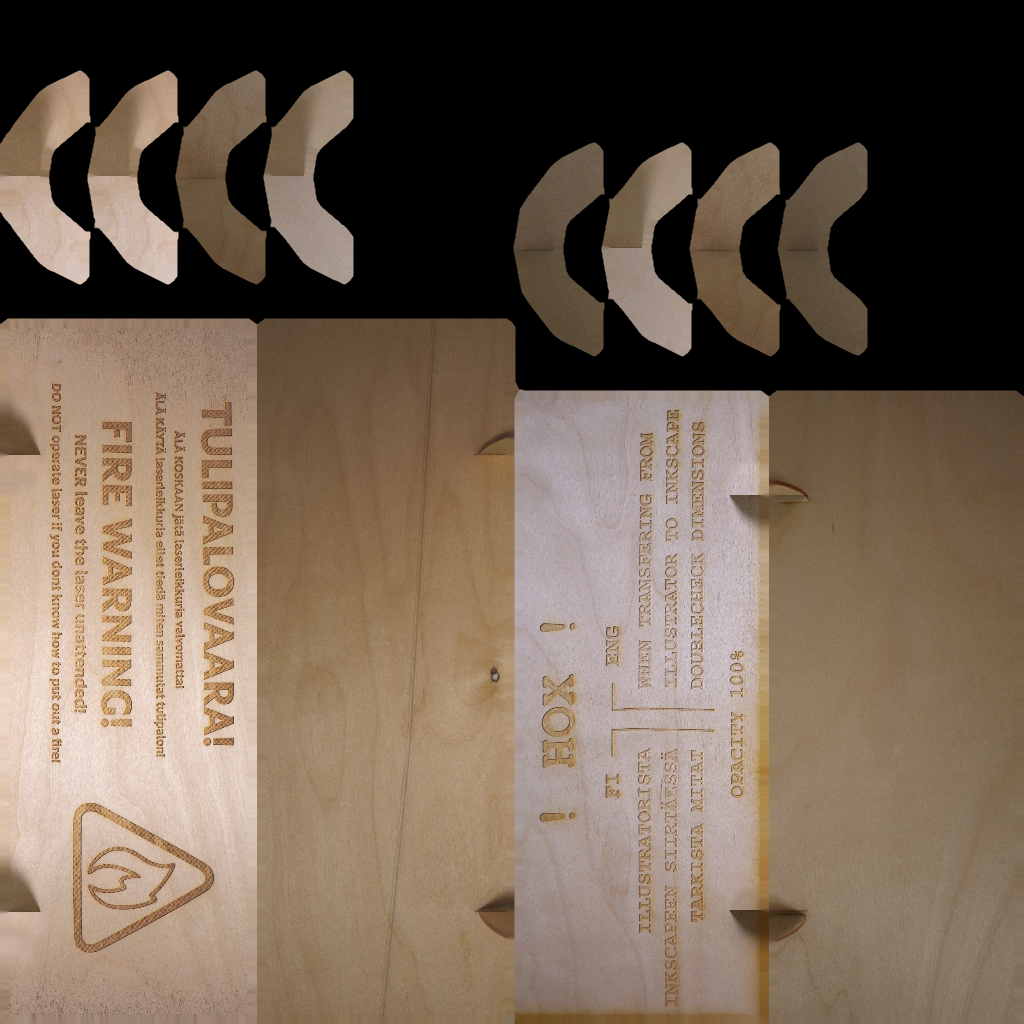 TULIPALOVAARA!
ÄLÄ KOSKAAN jätä laserleikkuria valvomatta!
ÄLÄ KÄYTÄ laserleikkuria ellet tiedä miten sammutat tulipalon!
FIRE WARNING!
NEVER leave the laser unattended!
DO NOT operate laser if you dont know how to put out a fire!
! HOX !
FI ENG
ILLUSTRATORISTA
INKSCAPEEN SIIRTÄESSÄ
TARKISTA MITAT
WHEN TRANSFERING FROM
ILLUSTRATOR TO INKSCAPE
DOUBLECHECK DIMENSIONS
OPACITY 100%